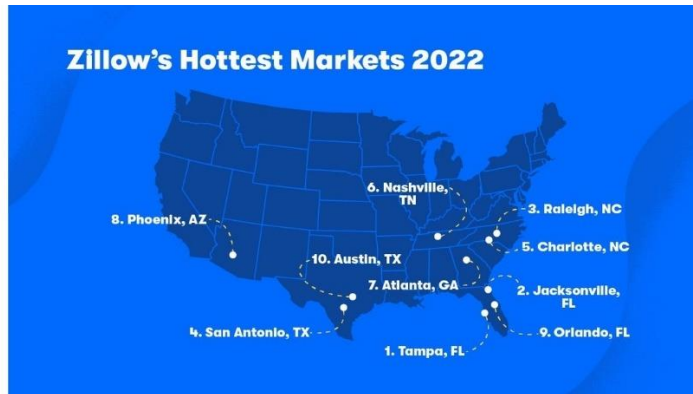 Zillow's Hottest Markets 2022
6. Nashville,
TN
3. Raleigh, NC
8. Phoenix, AZ
5. Charlotte, NC
10. Austin, TX
7. Atlanta, GA
2. Jacksonville,
FL
4. San Antonio, TX
9. Orlando, FL
1. Tampa, FL